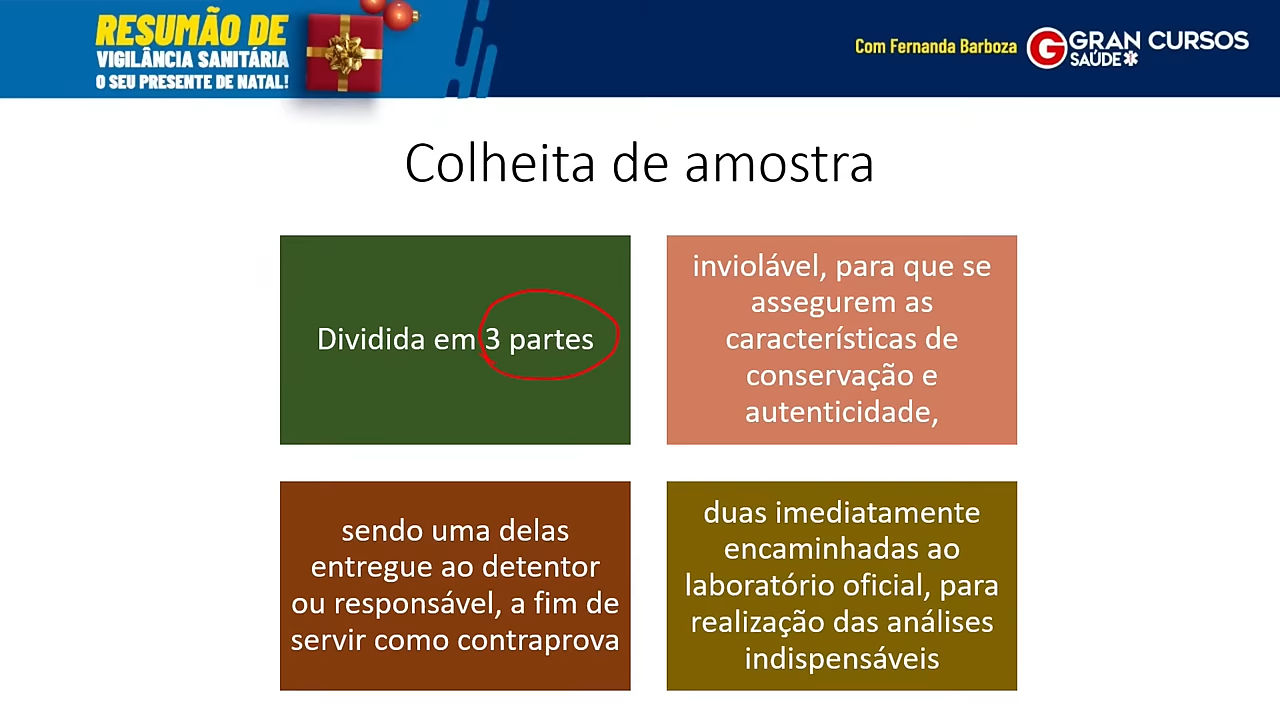 RESUMÃO DE
VIGILÂNCIA SANITÁRIA
O SEU PRESENTE DE NATAL!
Com Fernanda Barboza
GRAN CURSOS
SAÚDE
Colheita de amostra
Dividida em 3 partes
inviolável, para que se
assegurem as
características de
conservação e
autenticidade,
sendo uma delas
entregue ao detentor
ou responsável, a fim de
servir como contraprova
duas imediatamente
encaminhadas ao
laboratório oficial, para
realização das análises
indispensáveis